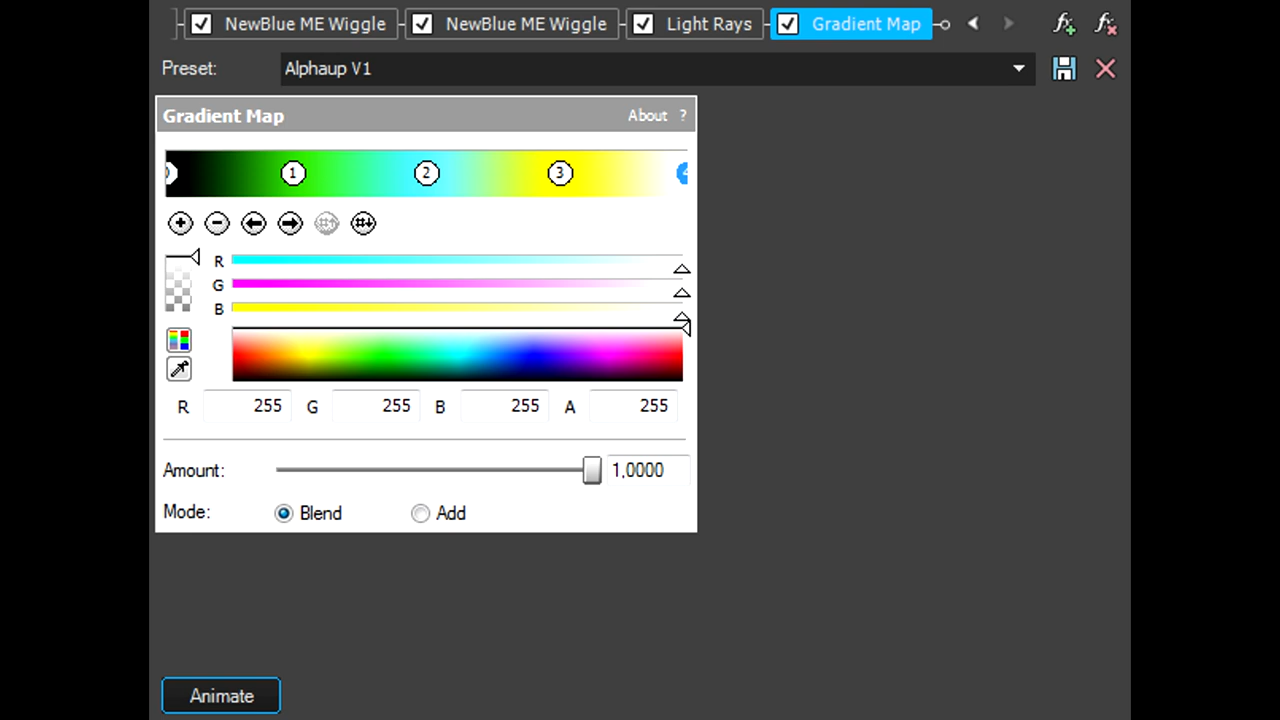 NewBlue ME Wiggle NewBlue ME Wiggle Light Rays Gradient Map
Preset: Alphaup V1
Gradient Map About ?
1 2 3 4
R
G
B
R 255 G 255 B 255 A 255
Amount: 1,0000
Mode: Blend Add
Animate